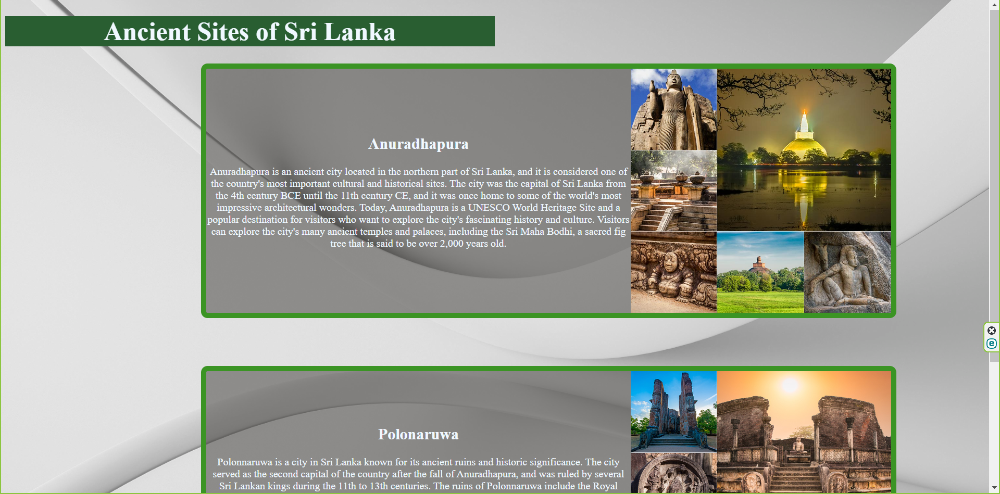 Ancient Sites of Sri Lanka
Anuradhapura
Anuradhapura is an ancient city located in the northern part of Sri Lanka, and it is considered one of
the country's most important cultural and historical sites. The city was the capital of Sri Lanka from
the 4th century BCE until the 11th century CE, and it was once home to some of the world's most
impressive architectural wonders. Today, Anuradhapura is a UNESCO World Heritage Site and a
popular destination for visitors who want to explore the city's fascinating history and culture. Visitors
can explore the city's many ancient temples and palaces, including the Sri Maha Bodhi, a sacred fig
tree that is said to be over 2,000 years old.
Polonaruwa
Polonnaruwa is a city in Sri Lanka known for its ancient ruins and historic significance. The city
served as the second capital of the country after the fall of Anuradhapura, and was ruled by several
Sri Lankan kings during the 11th to 13th centuries. The ruins of Polonnaruwa include the Royal